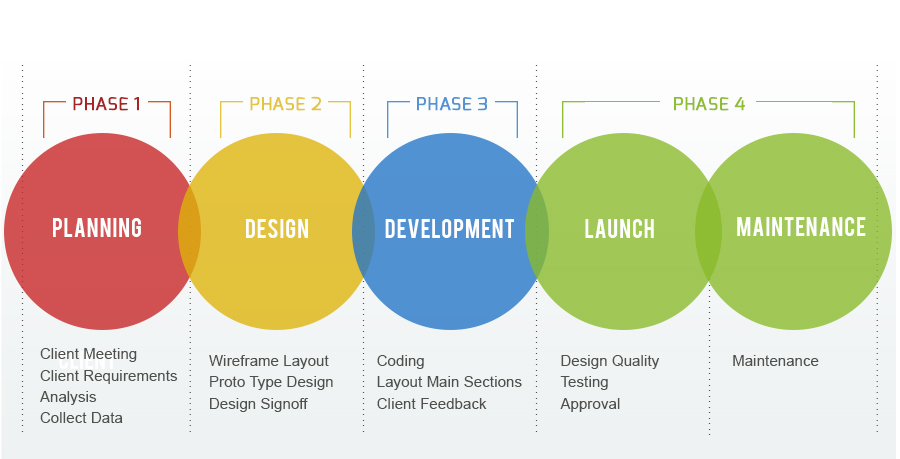 PHASE 1
PHASE 2
PHASE 3
PHASE 4
PLANNING
DESIGN
DEVELOPMENT
LAUNCH
MAINTENANCE
Client Meeting
Client Requirements
Analysis
Collect Data
Wireframe Layout
Proto Type Design
Design Signoff
Coding
Layout Main Sections
Client Feedback
Design Quality
Testing
Approval
Maintenance